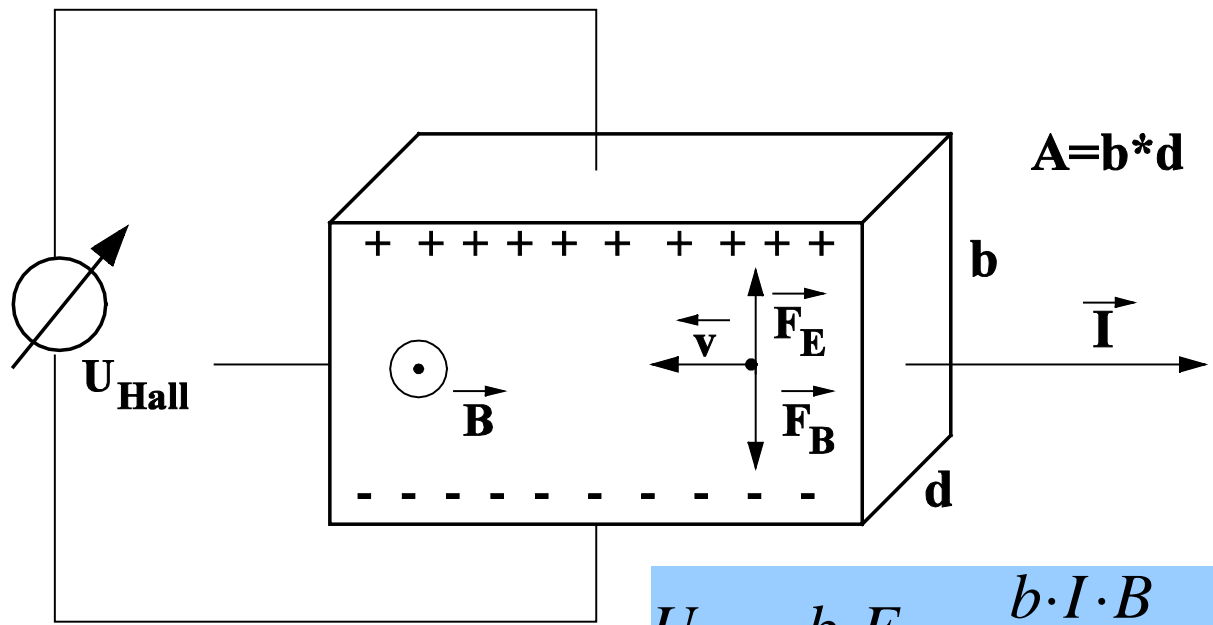 A=b*d
+ + + + + + + + + +
b
I
F_E
v
U_Hall
B
F_B
- - - - - - - - - -
d
b·I·B